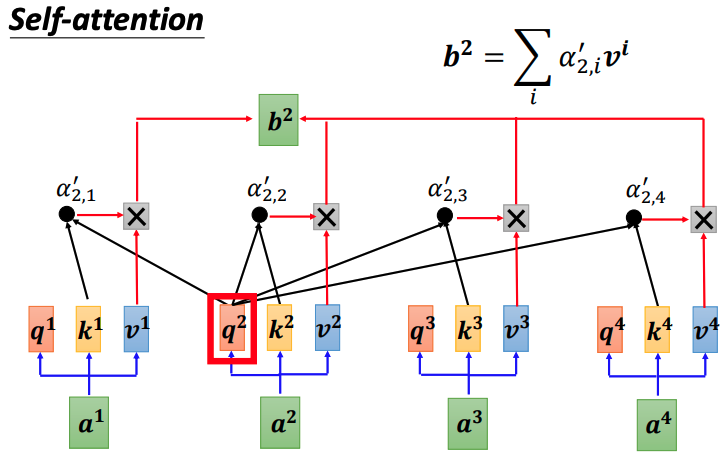 Self-attention
b² = ∑ᵢ α′₂,ᵢvⁱ
b²
α′₂,₁ α′₂,₂ α′₂,₃ α′₂,₄
× × × ×
q¹ k¹ v¹ q² k² v² q³ k³ v³ q⁴ k⁴ v⁴
a¹ a² a³ a⁴